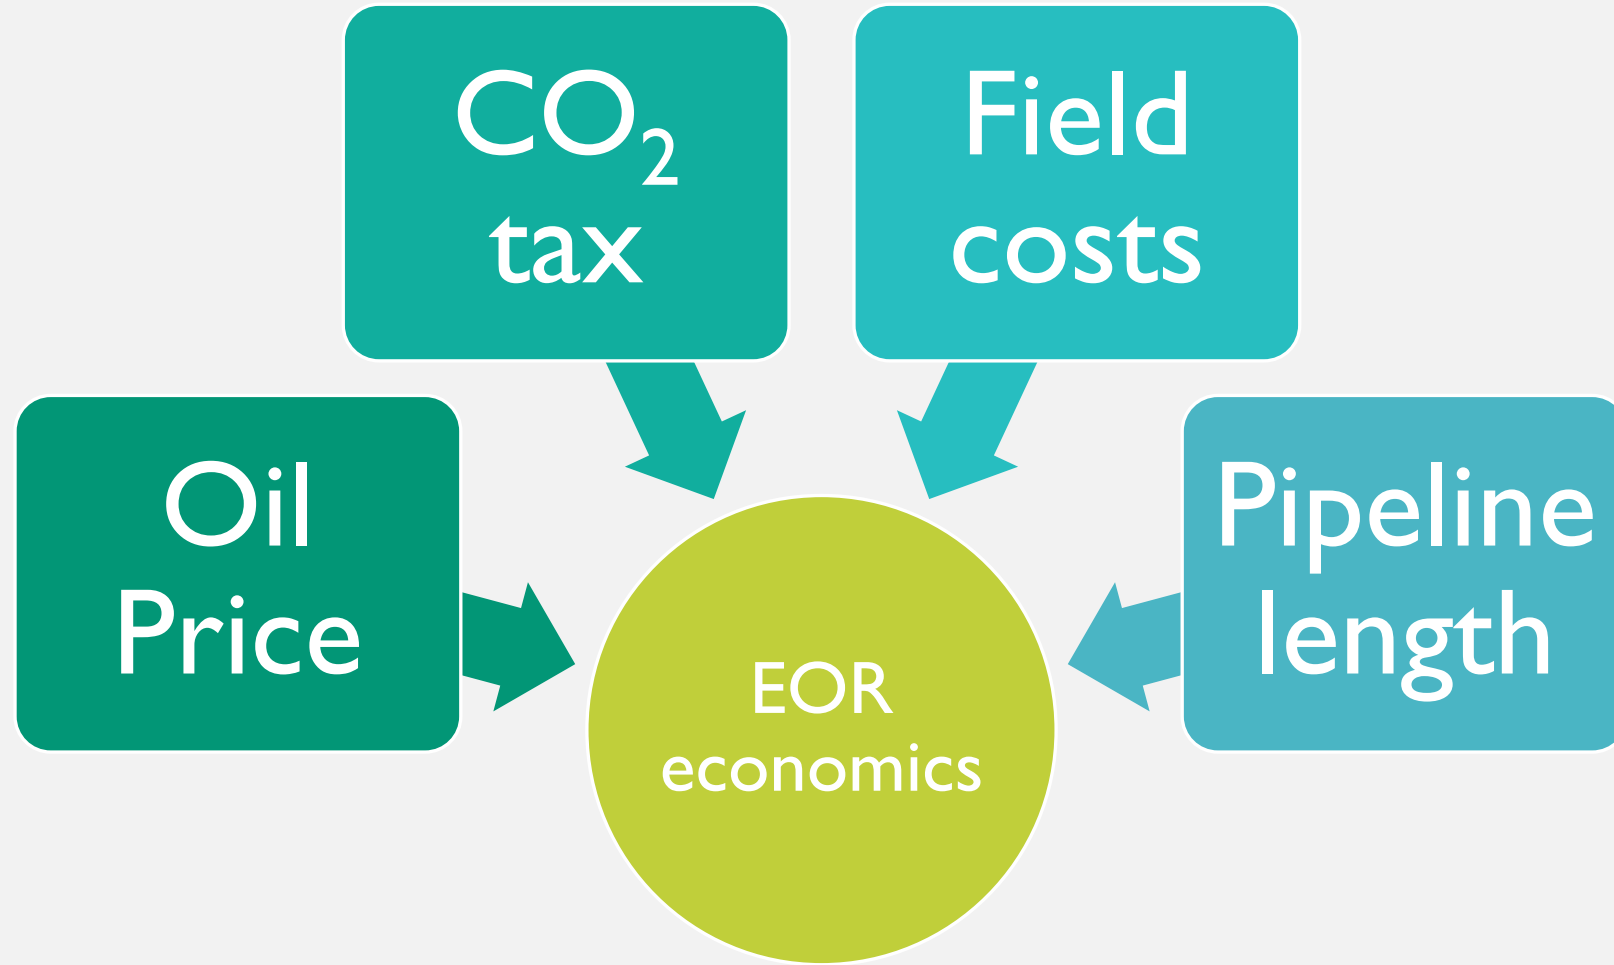 CO₂
tax
Field
costs
Oil
Price
Pipeline
length
EOR
economics